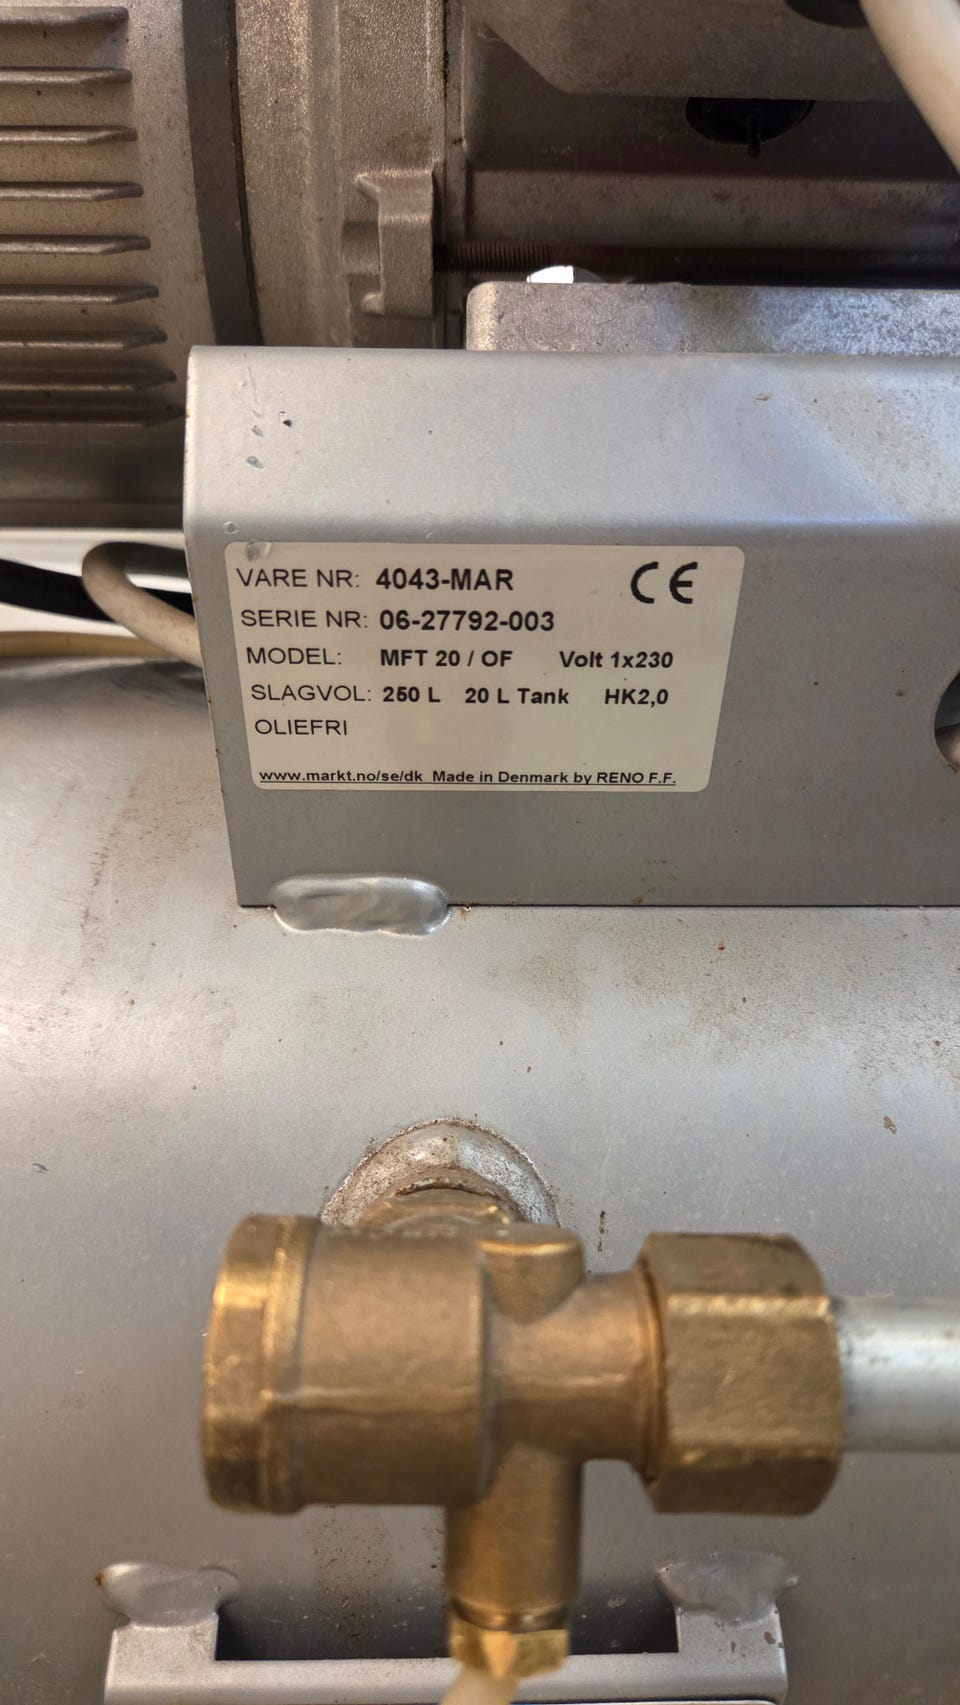 VARE NR: 4043-MAR CE
SERIE NR: 06-27792-003
MODEL: MFT 20 / OF Volt 1x230
SLAGVOL: 250 L 20 L Tank HK2,0
OLIEFRI
www.markt.no/se/dk Made in Denmark by RENO F.F.